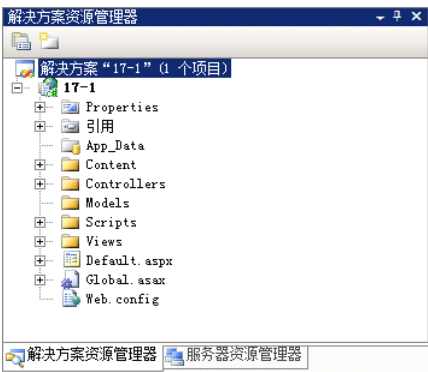 解决方案资源管理器
解决方案“17-1”(1 个项目)
17-1
Properties
引用
App_Data
Content
Controllers
Models
Scripts
Views
Default.aspx
Global.asax
Web.config
解决方案资源管理器 服务器资源管理器